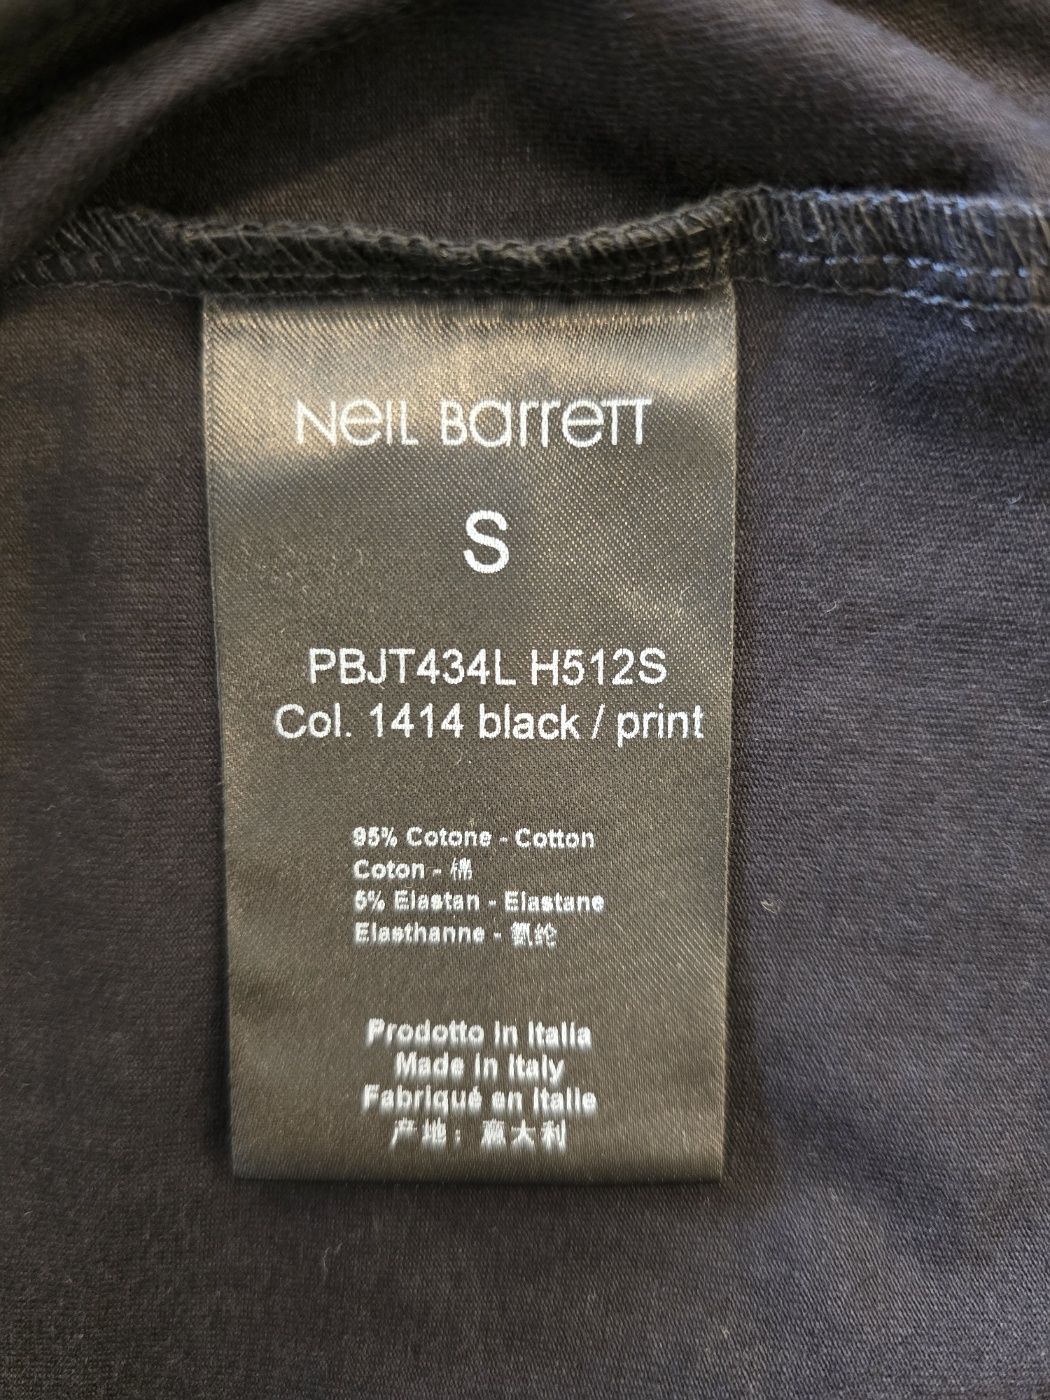 Neil Barrett
S
PBJT434L H512S
Col. 1414 black / print
95% Cotone - Cotton
Coton - 棉
5% Elastan - Elastane
Elasthanne - 氨纶
Prodotto in Italia
Made in Italy
Fabriqué en Italie
产地：意大利